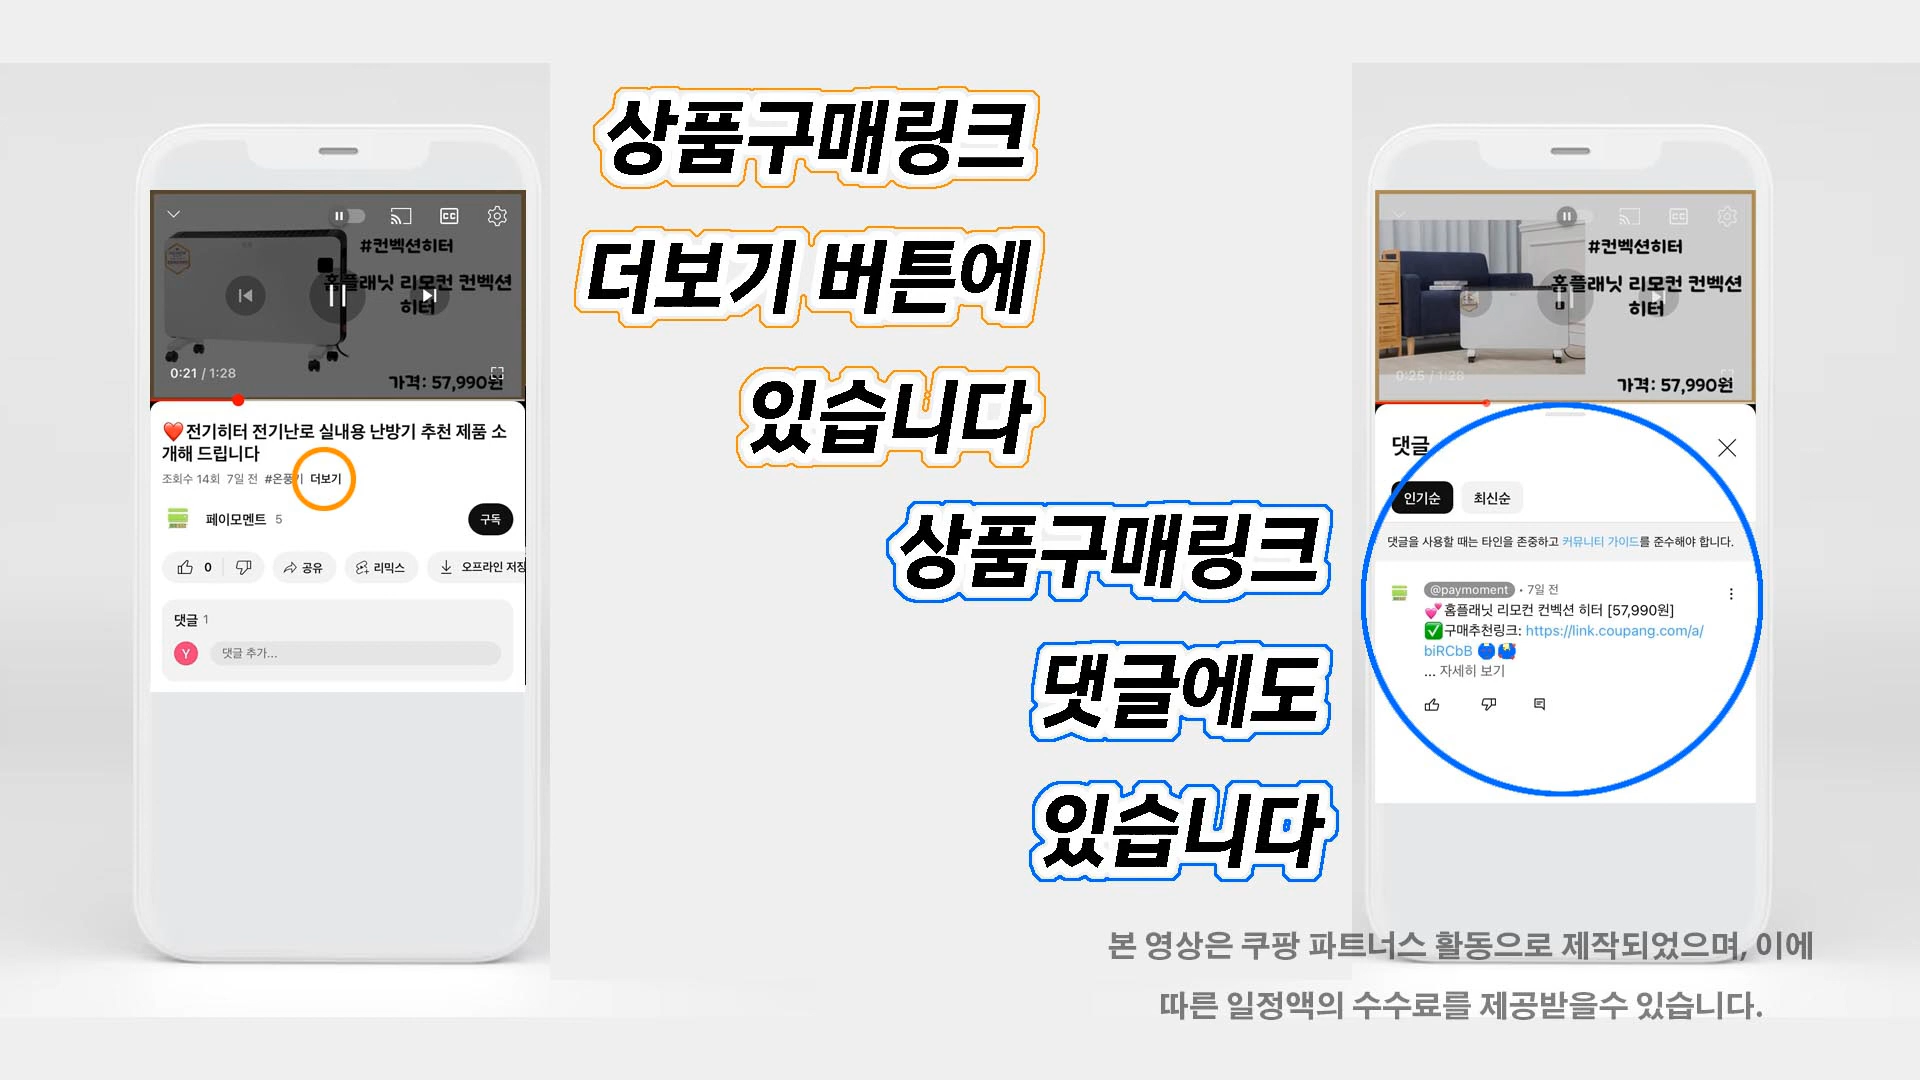 상품구매링크
더보기 버튼에
있습니다
상품구매링크
댓글에도
있습니다
#컨벡션히터
홈플래닛 리모컨 컨벡션
히터
0:21 / 1:28
가격: 57,990원
❤️전기히터 전기난로 실내용 난방기 추천 제품 소
개해 드립니다
조회수 14회 7일 전 #온풍기 더보기
페이모멘트 5
구독
0
공유
리믹스
오프라인 저장
댓글 1
Y
댓글 추가...
#컨벡션히터
홈플래닛 리모컨 컨벡션
히터
0:25 / 1:28
가격: 57,990원
댓글
인기순
최신순
댓글을 사용할 때는 타인을 존중하고 커뮤니티 가이드를 준수해야 합니다.
@paymoment • 7일 전
💕홈플래닛 리모컨 컨벡션 히터 [57,990원]
✅구매추천링크: https://link.coupang.com/a/
biRCbB
... 자세히 보기
본 영상은 쿠팡 파트너스 활동으로 제작되었으며, 이에
따른 일정액의 수수료를 제공받을수 있습니다.